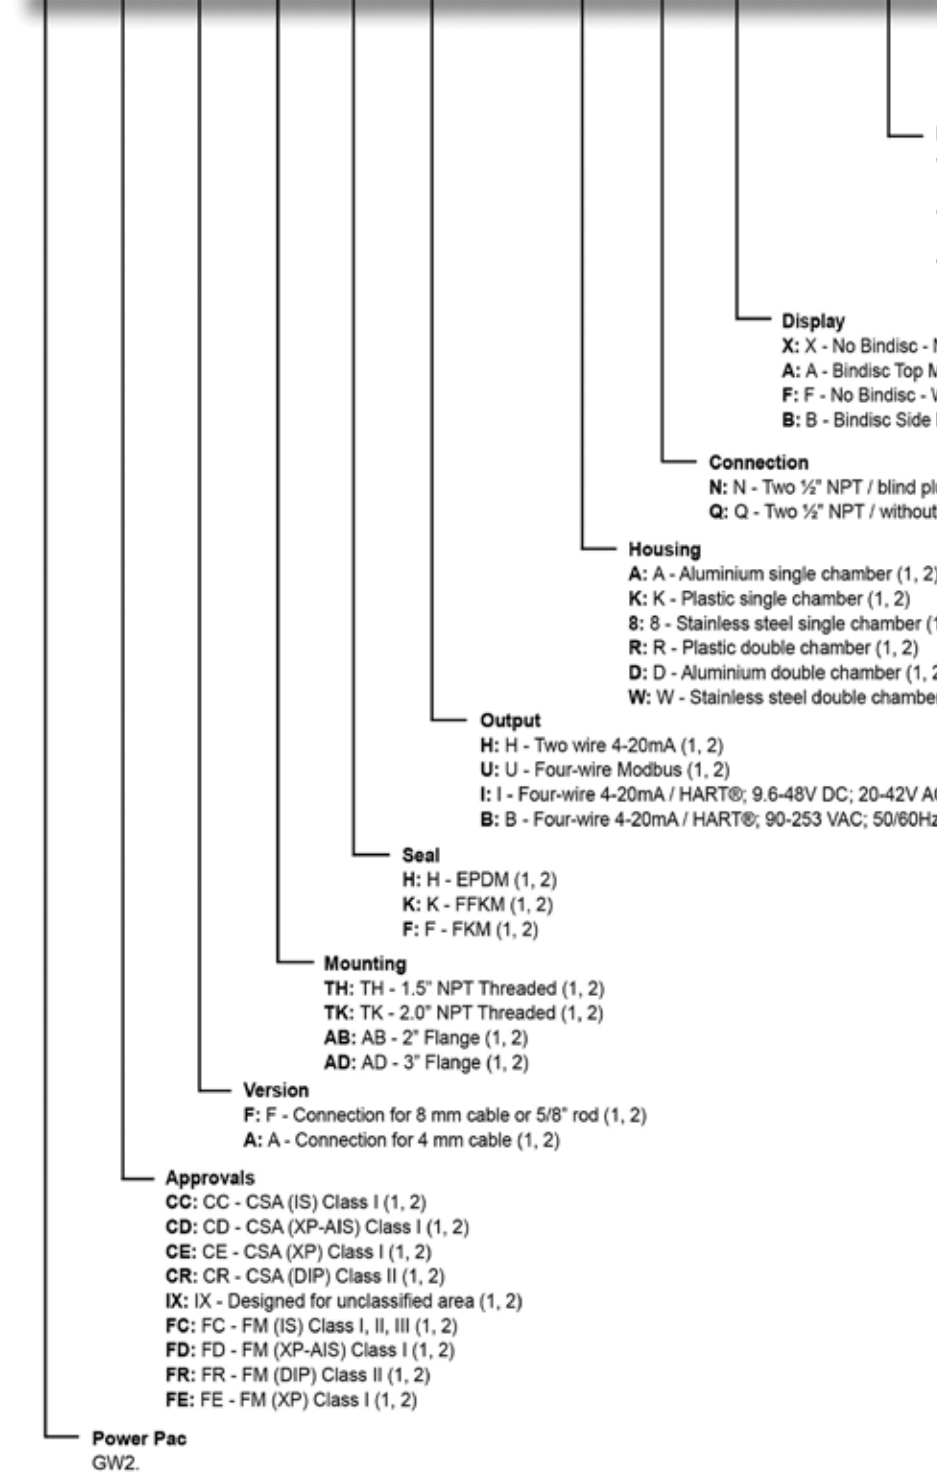 Display
X: X - No Bindisc -
A: A - Bindisc Top
F: F - No Bindisc -
B: B - Bindisc Side
Connection
N: N - Two ½" NPT / blind
Q: Q - Two ½" NPT / without
Housing
A: A - Aluminium single chamber (1, 2)
K: K - Plastic single chamber (1, 2)
8: 8 - Stainless steel single chamber (1
R: R - Plastic double chamber (1, 2)
D: D - Aluminium double chamber (1, 2
W: W - Stainless steel double chamber
Output
H: H - Two wire 4-20mA (1, 2)
U: U - Four-wire Modbus (1, 2)
I: I - Four-wire 4-20mA / HART®; 9.6-48V DC; 20-42V AC
B: B - Four-wire 4-20mA / HART®; 90-253 VAC; 50/60Hz
Seal
H: H - EPDM (1, 2)
K: K - FFKM (1, 2)
F: F - FKM (1, 2)
Mounting
TH: TH - 1.5" NPT Threaded (1, 2)
TK: TK - 2.0" NPT Threaded (1, 2)
AB: AB - 2" Flange (1, 2)
AD: AD - 3" Flange (1, 2)
Version
F: F - Connection for 8 mm cable or 5/8" rod (1, 2)
A: A - Connection for 4 mm cable (1, 2)
Approvals
CC: CC - CSA (IS) Class I (1, 2)
CD: CD - CSA (XP-AIS) Class I (1, 2)
CE: CE - CSA (XP) Class I (1, 2)
CR: CR - CSA (DIP) Class II (1, 2)
IX: IX - Designed for unclassified area (1, 2)
FC: FC - FM (IS) Class I, II, III (1, 2)
FD: FD - FM (XP-AIS) Class I (1, 2)
FR: FR - FM (DIP) Class II (1, 2)
FE: FE - FM (XP) Class I (1, 2)
Power Pac
GW2.